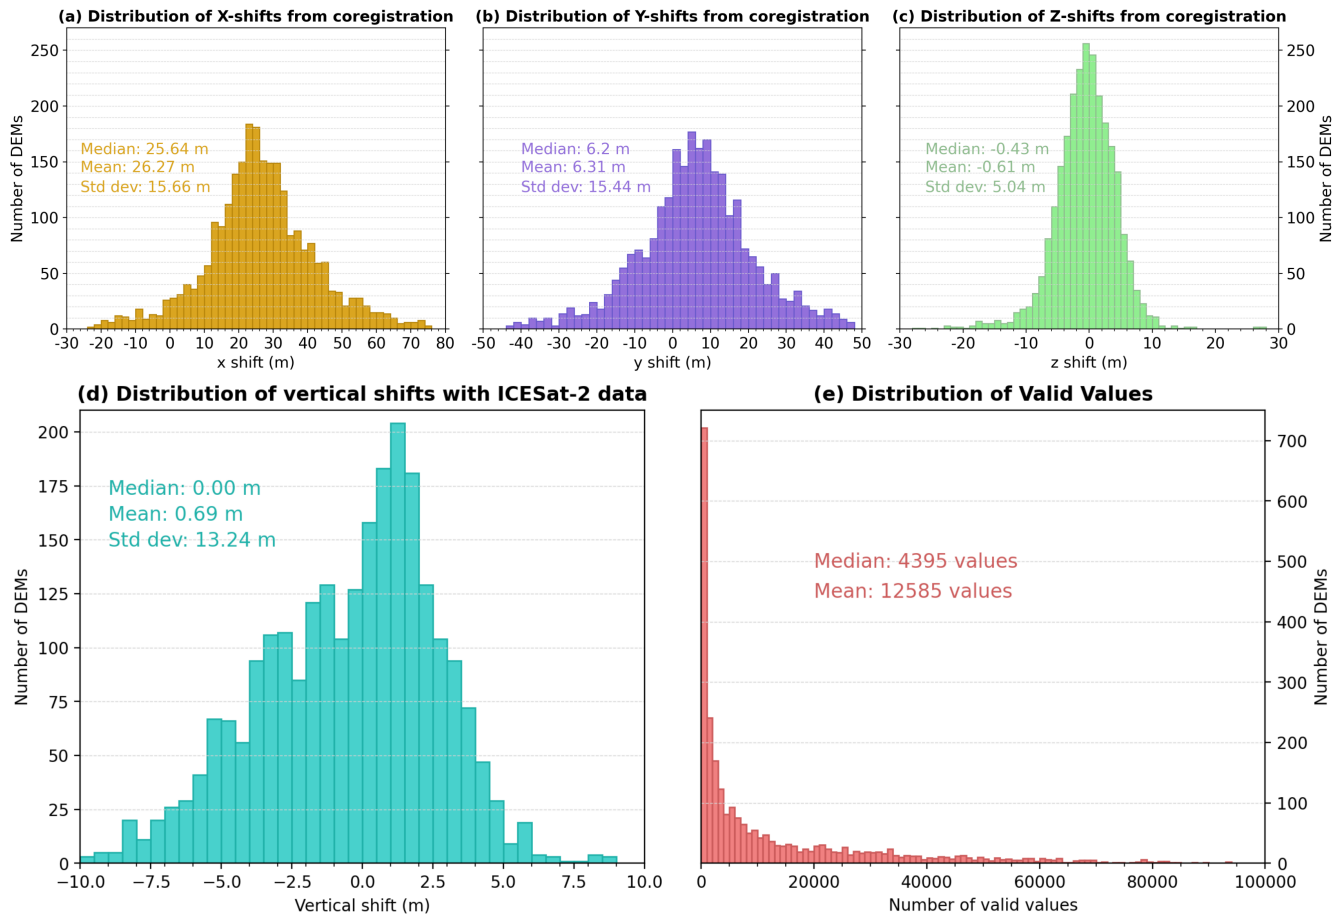 (a) Distribution of X-shifts from coregistration
Number of DEMs
250
200
150
100
50
0
Median: 25.64 m
Mean: 26.27 m
Std dev: 15.66 m
-30 -20 -10 0 10 20 30 40 50 60 70 80
x shift (m)
(b) Distribution of Y-shifts from coregistration
Median: 6.2 m
Mean: 6.31 m
Std dev: 15.44 m
-50 -40 -30 -20 -10 0 10 20 30 40 50
y shift (m)
(c) Distribution of Z-shifts from coregistration
Median: -0.43 m
Mean: -0.61 m
Std dev: 5.04 m
250
200
150
100
50
0
Number of DEMs
-30 -20 -10 0 10 20 30
z shift (m)
(d) Distribution of vertical shifts with ICESat-2 data
Number of DEMs
200
175
150
125
100
75
50
25
0
Median: 0.00 m
Mean: 0.69 m
Std dev: 13.24 m
−10.0 −7.5 −5.0 −2.5 0.0 2.5 5.0 7.5 10.0
Vertical shift (m)
(e) Distribution of Valid Values
Median: 4395 values
Mean: 12585 values
700
600
500
400
300
200
100
0
Number of DEMs
0 20000 40000 60000 80000 100000
Number of valid values